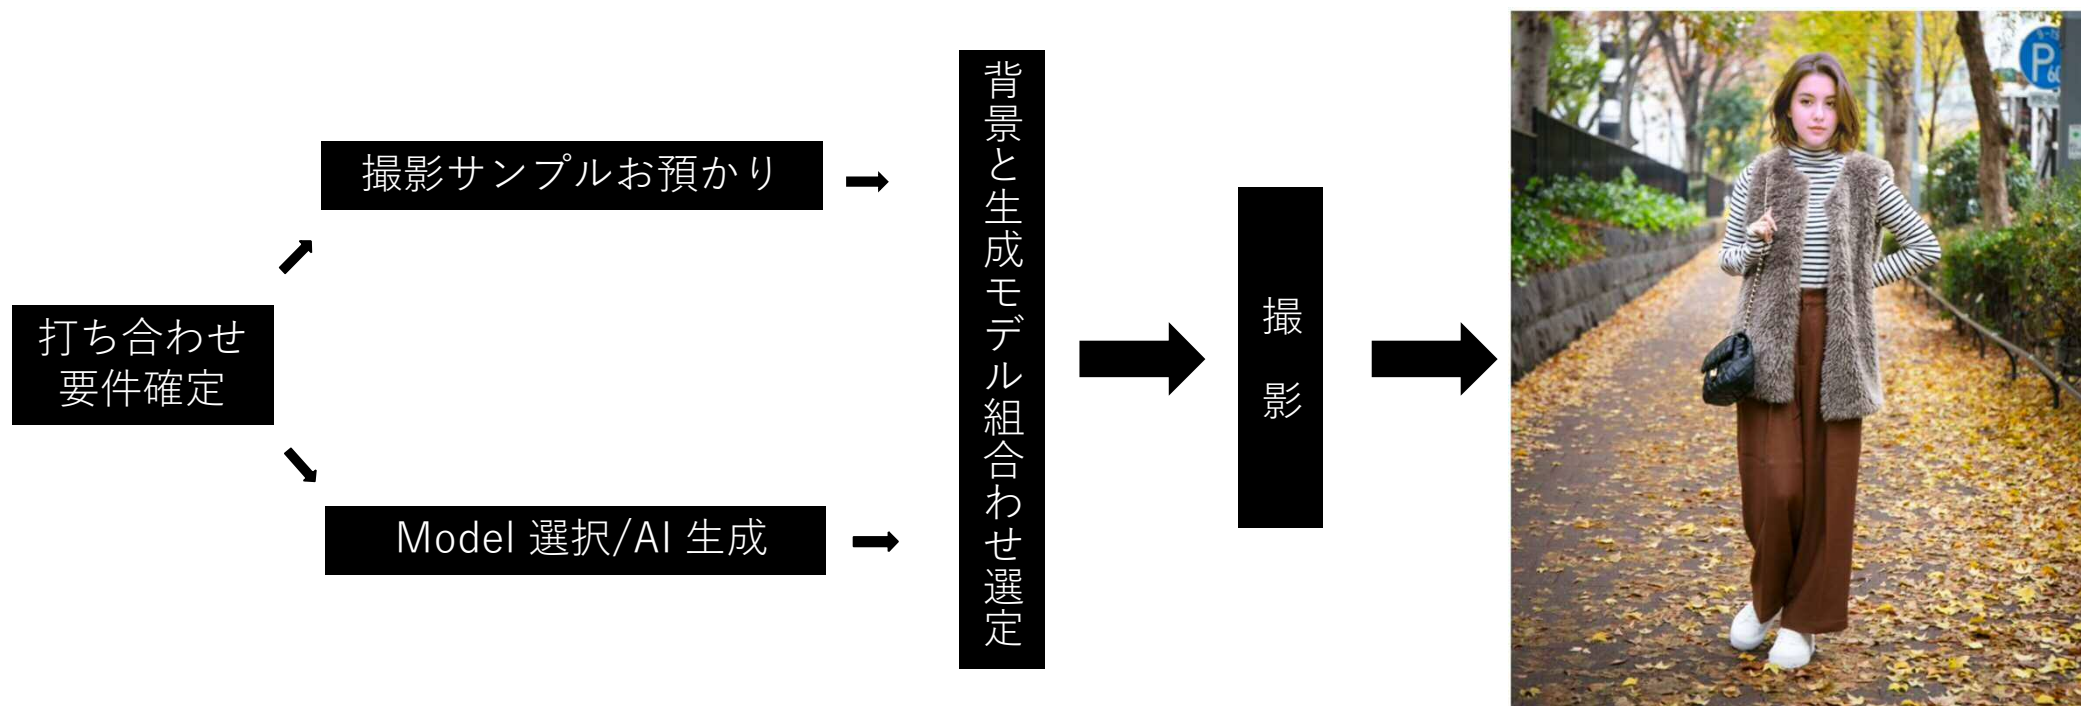 打ち合わせ
要件確定
撮影サンプルお預かり
Model 選択/AI 生成
背景と生成モデル組合わせ選定
撮影
P
60